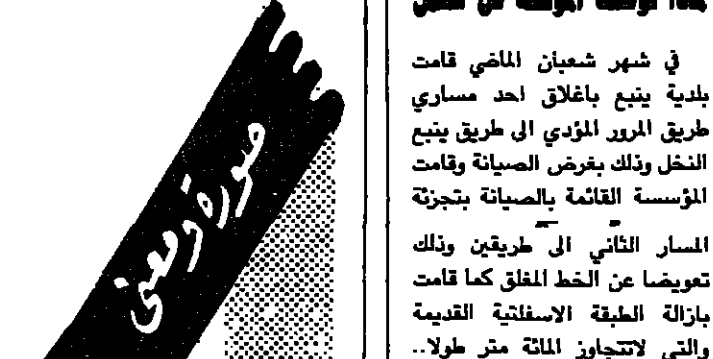 في شهر شعبان الماضي قامت
بلدية ينبع باغلاق احد مساري
طريق المرور المؤدي الى طريق ينبع
النخل وذلك بغرض الصيانة وقامت
المؤسسة القائمة بالصيانة بتجزئة
المسار الثاني الى طريقين وذلك
تعويضا عن الخط المغلق كما قامت
بازالة الطبقة الاسفلتية القديمة
والتي لاتتجاوز المائة متر طولا..
صورة ومعنى